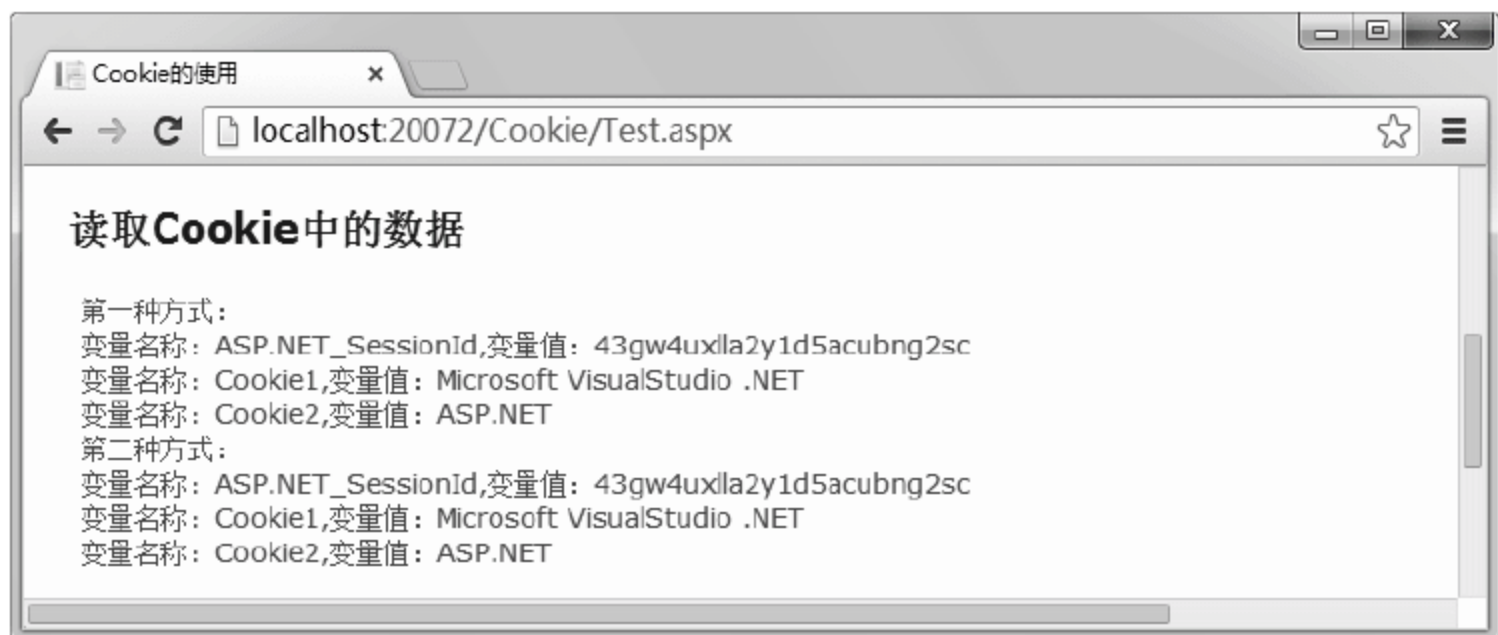 Cookie的使用
localhost:20072/Cookie/Test.aspx
读取Cookie中的数据
第一种方式：
变量名称：ASP.NET_SessionId,变量值：43gw4uxlla2y1d5acubng2sc
变量名称：Cookie1,变量值：Microsoft VisualStudio .NET
变量名称：Cookie2,变量值：ASP.NET
第二种方式：
变量名称：ASP.NET_SessionId,变量值：43gw4uxlla2y1d5acubng2sc
变量名称：Cookie1,变量值：Microsoft VisualStudio .NET
变量名称：Cookie2,变量值：ASP.NET